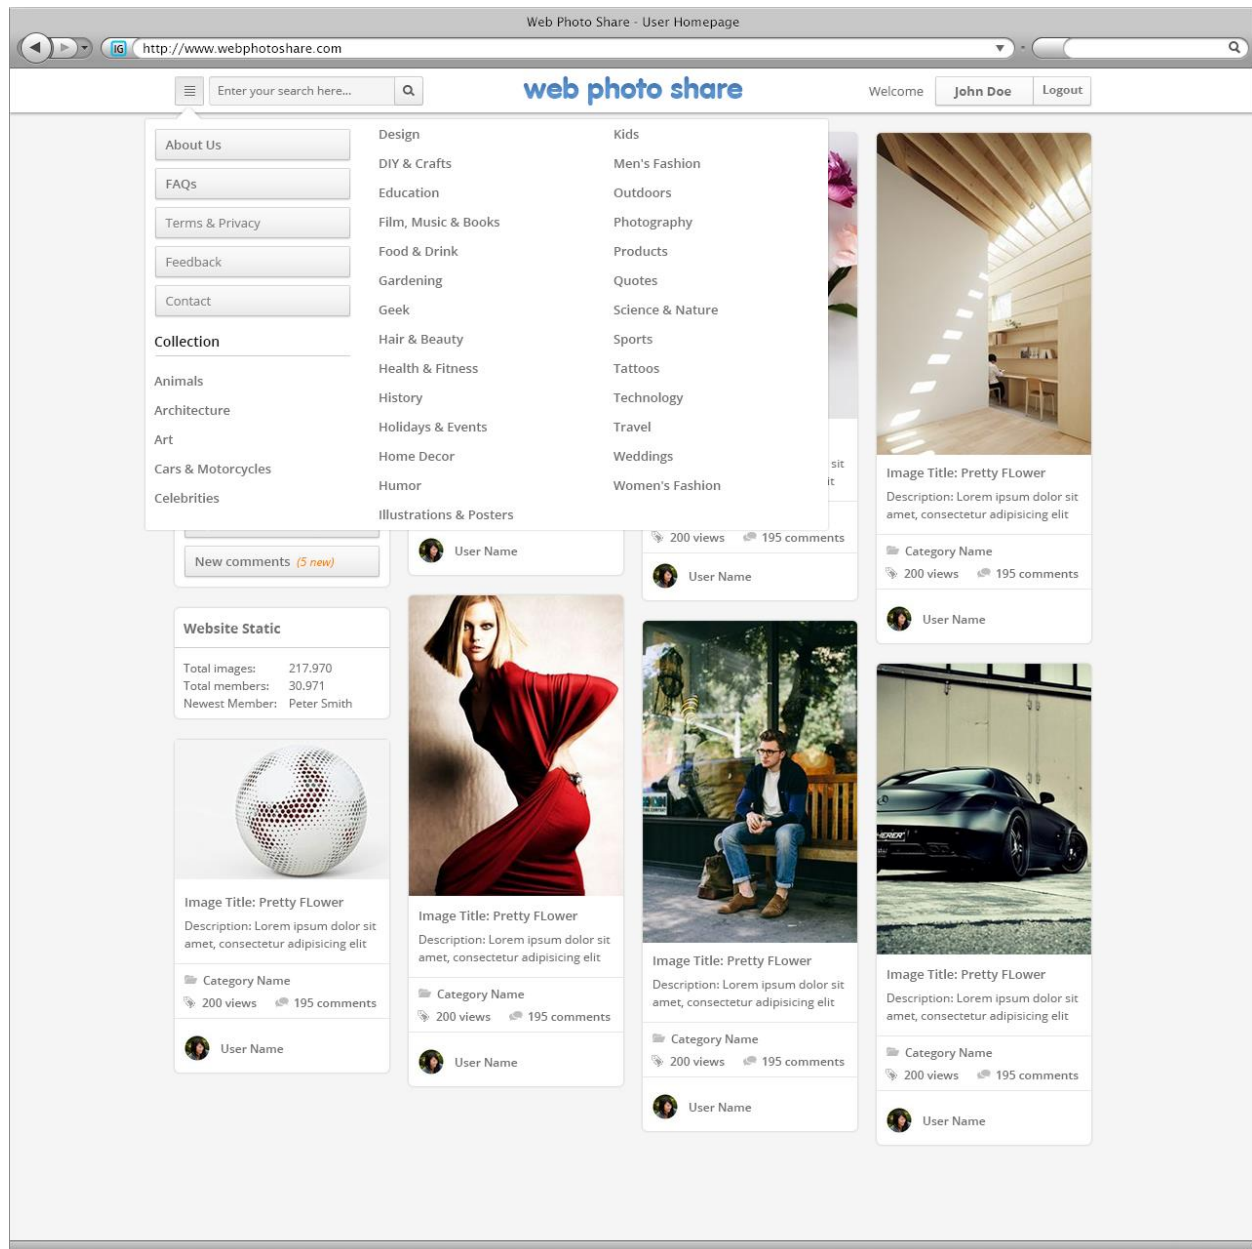 Web Photo Share - User Homepage
IG
http://www.webphotoshare.com
Enter your search here...
web photo share
Welcome
John Doe
Logout
About Us
FAQs
Terms & Privacy
Feedback
Contact
Collection
Animals
Architecture
Art
Cars & Motorcycles
Celebrities
Design
DIY & Crafts
Education
Film, Music & Books
Food & Drink
Gardening
Geek
Hair & Beauty
Health & Fitness
History
Holidays & Events
Home Decor
Humor
Illustrations & Posters
Kids
Men's Fashion
Outdoors
Photography
Products
Quotes
Science & Nature
Sports
Tattoos
Technology
Travel
Weddings
Women's Fashion
New comments (5 new)
Website Static
Total images: 217.970
Total members: 30.971
Newest Member: Peter Smith
Image Title: Pretty FLower
Description: Lorem ipsum dolor sit
amet, consectetur adipisicing elit
Category Name
200 views 195 comments
User Name
User Name
Image Title: Pretty FLower
Description: Lorem ipsum dolor sit
amet, consectetur adipisicing elit
Category Name
200 views 195 comments
User Name
sit
200 views 195 comments
User Name
Image Title: Pretty FLower
Description: Lorem ipsum dolor sit
amet, consectetur adipisicing elit
Category Name
200 views 195 comments
User Name
Image Title: Pretty FLower
Description: Lorem ipsum dolor sit
amet, consectetur adipisicing elit
Category Name
200 views 195 comments
User Name
Image Title: Pretty FLower
Description: Lorem ipsum dolor sit
amet, consectetur adipisicing elit
Category Name
200 views 195 comments
User Name